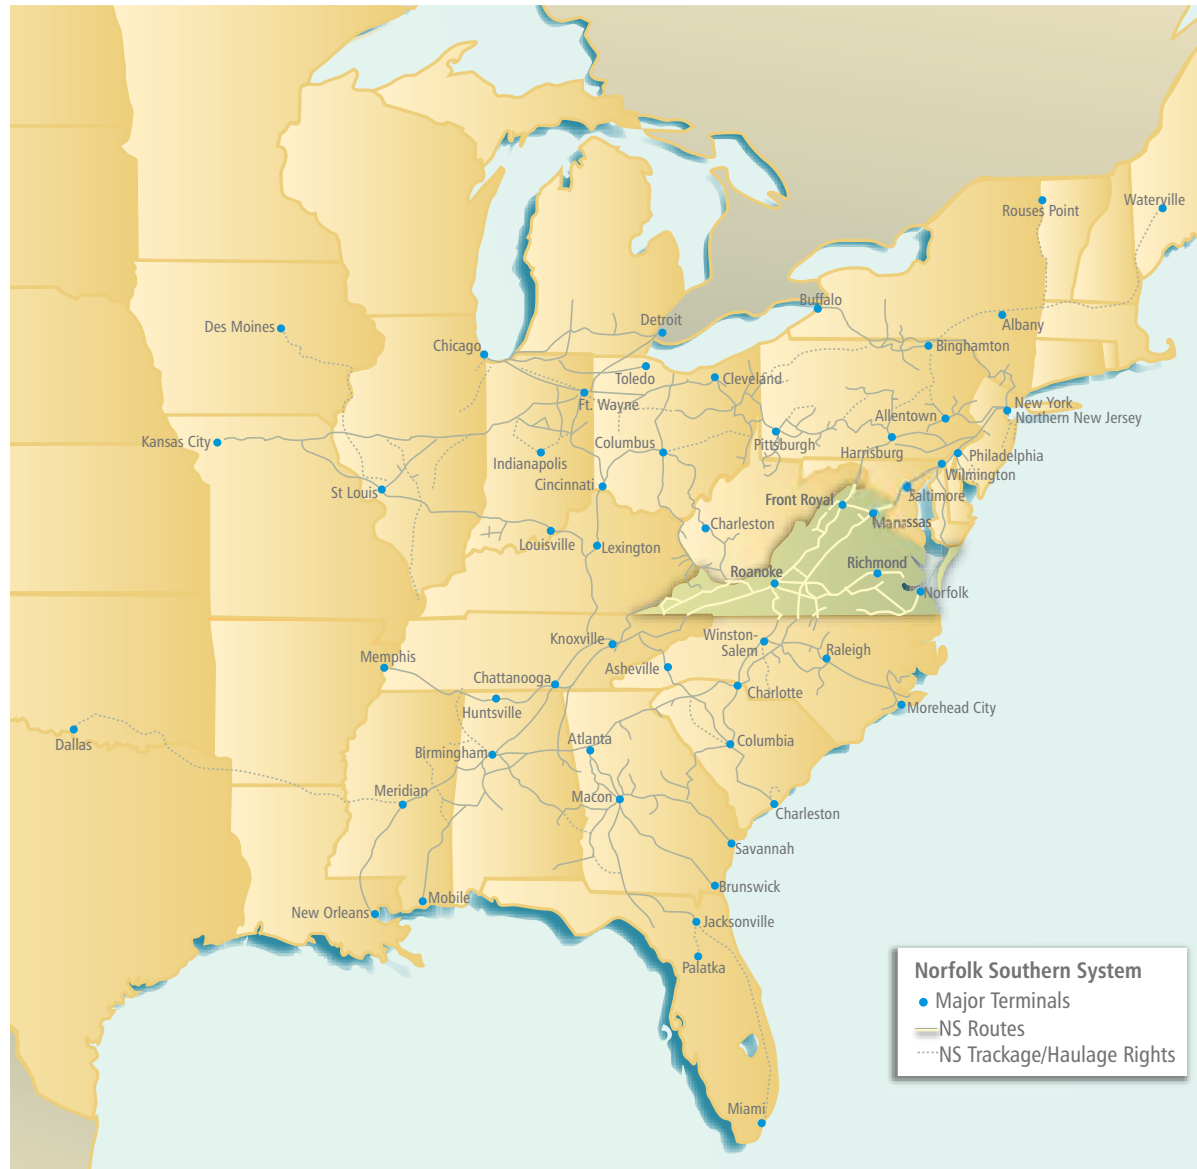 Waterville
Rouses Point
Buffalo
Albany
Des Moines
Detroit
Binghamton
Chicago
Toledo
Cleveland
Ft. Wayne
New York
Northern New Jersey
Allentown
Kansas City
Columbus
Pittsburgh
Harrisburg
Philadelphia
Indianapolis
Wilmington
Cincinnati
St Louis
Baltimore
Front Royal
Charleston
Manassas
Louisville
Lexington
Roanoke
Richmond
Norfolk
Knoxville
Winston-
Salem
Raleigh
Memphis
Asheville
Chattanooga
Charlotte
Huntsville
Morehead City
Dallas
Atlanta
Columbia
Birmingham
Meridian
Macon
Charleston
Savannah
Brunswick
Mobile
New Orleans
Jacksonville
Palatka
Miami
Norfolk Southern System
Major Terminals
NS Routes
NS Trackage/Haulage Rights